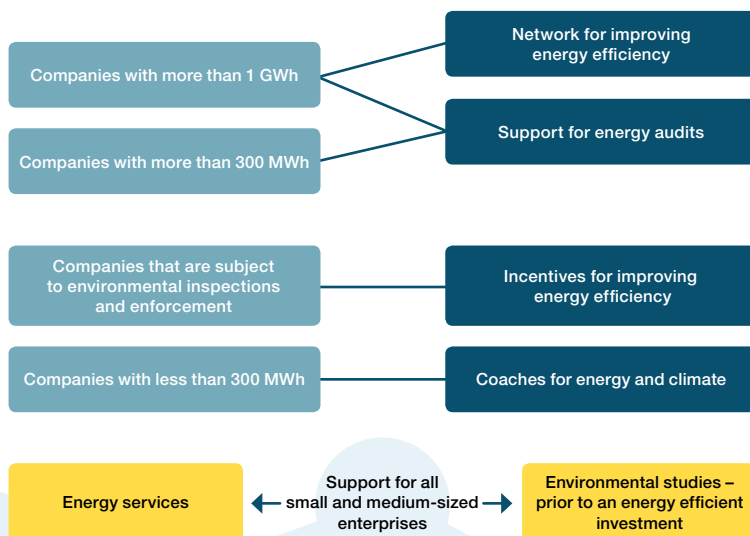 Network for improving
energy efficiency
Companies with more than 1 GWh
Support for energy audits
Companies with more than 300 MWh
Companies that are subject
to environmental inspections
and enforcement
Incentives for improving
energy efficiency
Companies with less than 300 MWh
Coaches for energy and climate
Energy services
Support for all
small and medium-sized
enterprises
Environmental studies –
prior to an energy efficient
investment